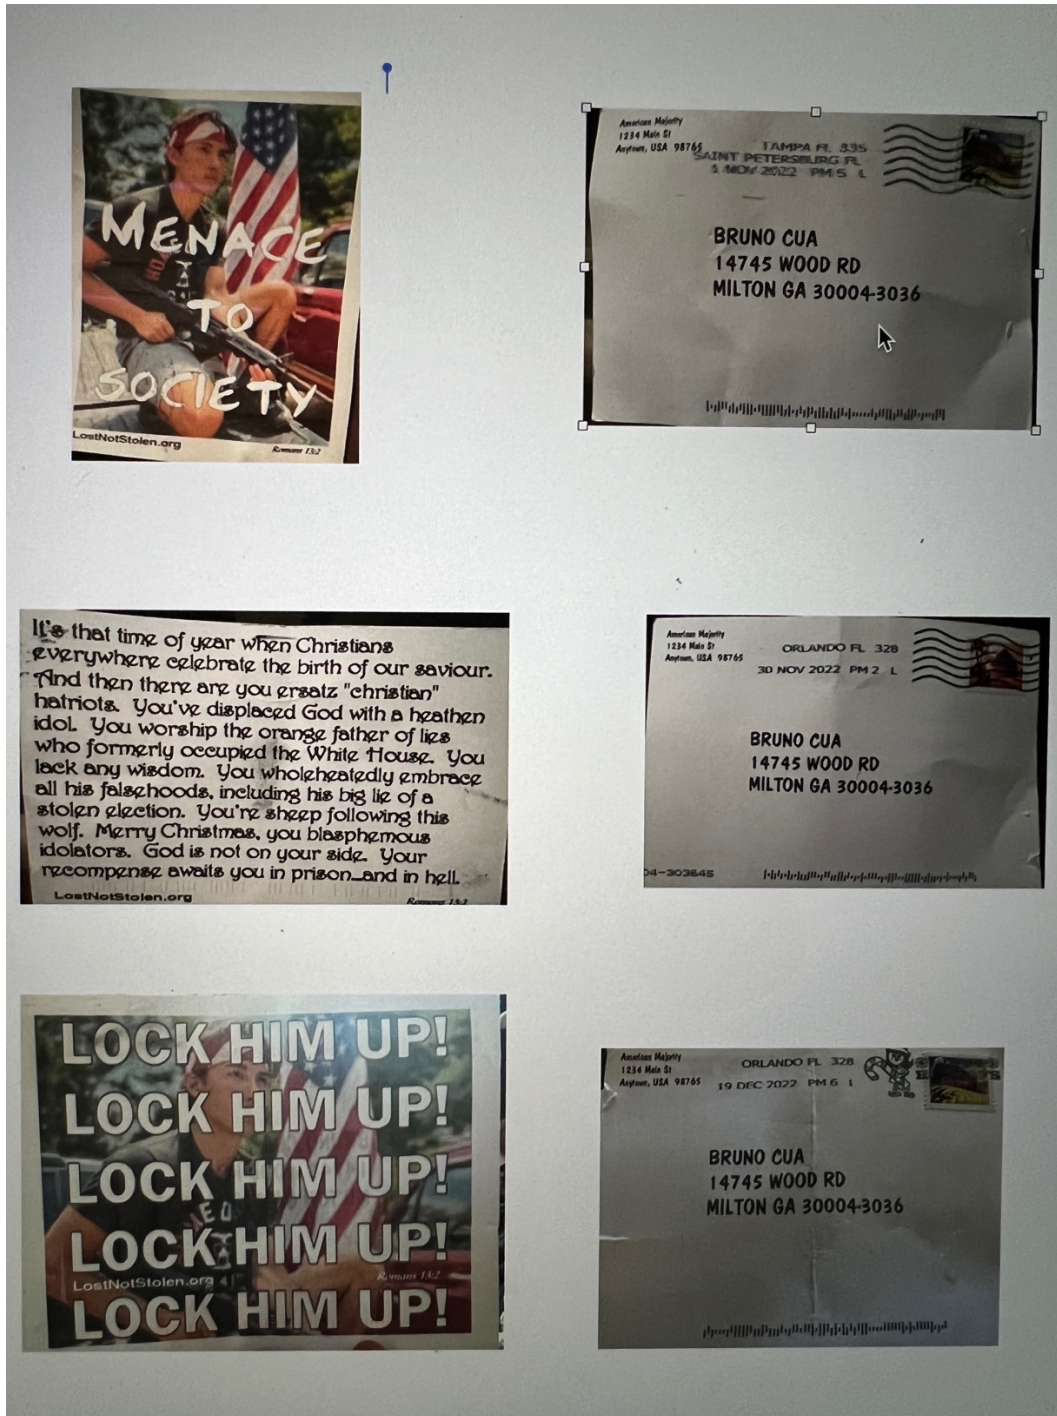 MENACE
TO
SOCIETY
LostNotStolen.org
Romans 13:2
American Majority
1234 Main St
Anytown, USA 98765
TAMPA FL 335
SAINT PETERSBURG FL
NOV 2022 PM 5 L
BRUNO CUA
14745 WOOD RD
MILTON GA 30004-3036
It's that time of year when Christians
everywhere celebrate the birth of our saviour.
And then there are you ersatz "christian"
hatriots. You've displaced God with a heathen
idol. You worship the orange father of lies
who formerly occupied the White House. You
lack any wisdom. You wholeheatedly embrace
all his falsehoods, including his big lie of a
stolen election. You're sheep following this
wolf. Merry Christmas, you blasphemous
idolators. God is not on your side. Your
recompense awaits you in prison...and in hell.
LostNotStolen.org
Romans 13:2
American Majority
1234 Main St
Anytown, USA 98765
ORLANDO FL 328
30 NOV 2022 PM 2 L
BRUNO CUA
14745 WOOD RD
MILTON GA 30004-3036
04-303645
LOCK HIM UP!
LOCK HIM UP!
LOCK HIM UP!
LOCK HIM UP!
LostNotStolen.org
Romans 13:2
LOCK HIM UP!
American Majority
1234 Main St
Anytown, USA 98765
ORLANDO FL 328
19 DEC 2022 PM 6 L
BRUNO CUA
14745 WOOD RD
MILTON GA 30004-3036